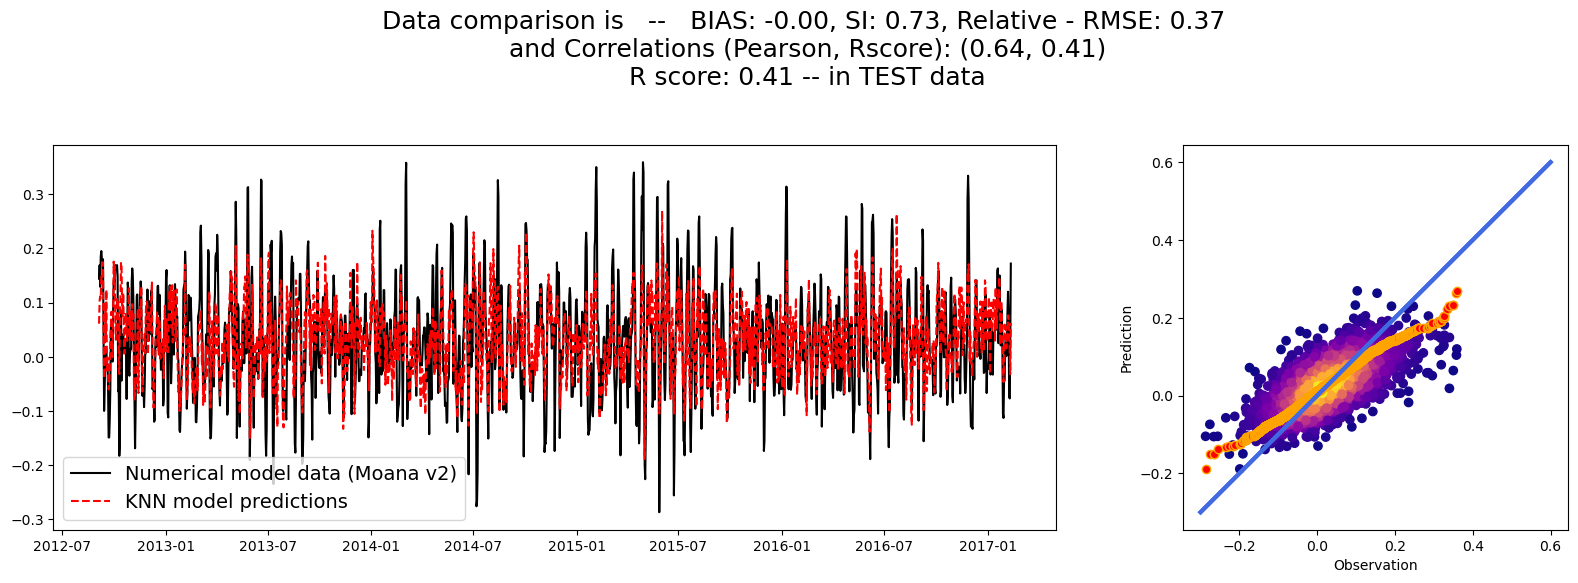 Data comparison is   --   BIAS: -0.00, SI: 0.73, Relative - RMSE: 0.37
and Correlations (Pearson, Rscore): (0.64, 0.41)
R score: 0.41 -- in TEST data
0.3
0.2
0.1
0.0
−0.1
−0.2
−0.3
Numerical model data (Moana v2)
KNN model predictions
2012-07 2013-01 2013-07 2014-01 2014-07 2015-01 2015-07 2016-01 2016-07 2017-01
Prediction
0.6
0.4
0.2
0.0
−0.2
−0.2 0.0 0.2 0.4 0.6
Observation